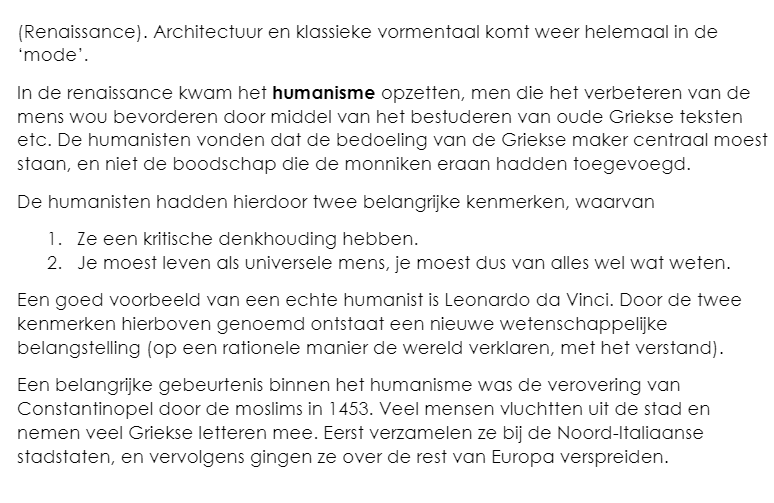 (Renaissance). Architectuur en klassieke vormentaal komt weer helemaal in de
‘mode’.
In de renaissance kwam het humanisme opzetten, men die het verbeteren van de
mens wou bevorderen door middel van het bestuderen van oude Griekse teksten
etc. De humanisten vonden dat de bedoeling van de Griekse maker centraal moest
staan, en niet de boodschap die de monniken eraan hadden toegevoegd.
De humanisten hadden hierdoor twee belangrijke kenmerken, waarvan
1. Ze een kritische denkhouding hebben.
2. Je moest leven als universele mens, je moest dus van alles wel wat weten.
Een goed voorbeeld van een echte humanist is Leonardo da Vinci. Door de twee
kenmerken hierboven genoemd ontstaat een nieuwe wetenschappelijke
belangstelling (op een rationele manier de wereld verklaren, met het verstand).
Een belangrijke gebeurtenis binnen het humanisme was de verovering van
Constantinopel door de moslims in 1453. Veel mensen vluchtten uit de stad en
nemen veel Griekse letteren mee. Eerst verzamelen ze bij de Noord-Italiaanse
stadstaten, en vervolgens gingen ze over de rest van Europa verspreiden.